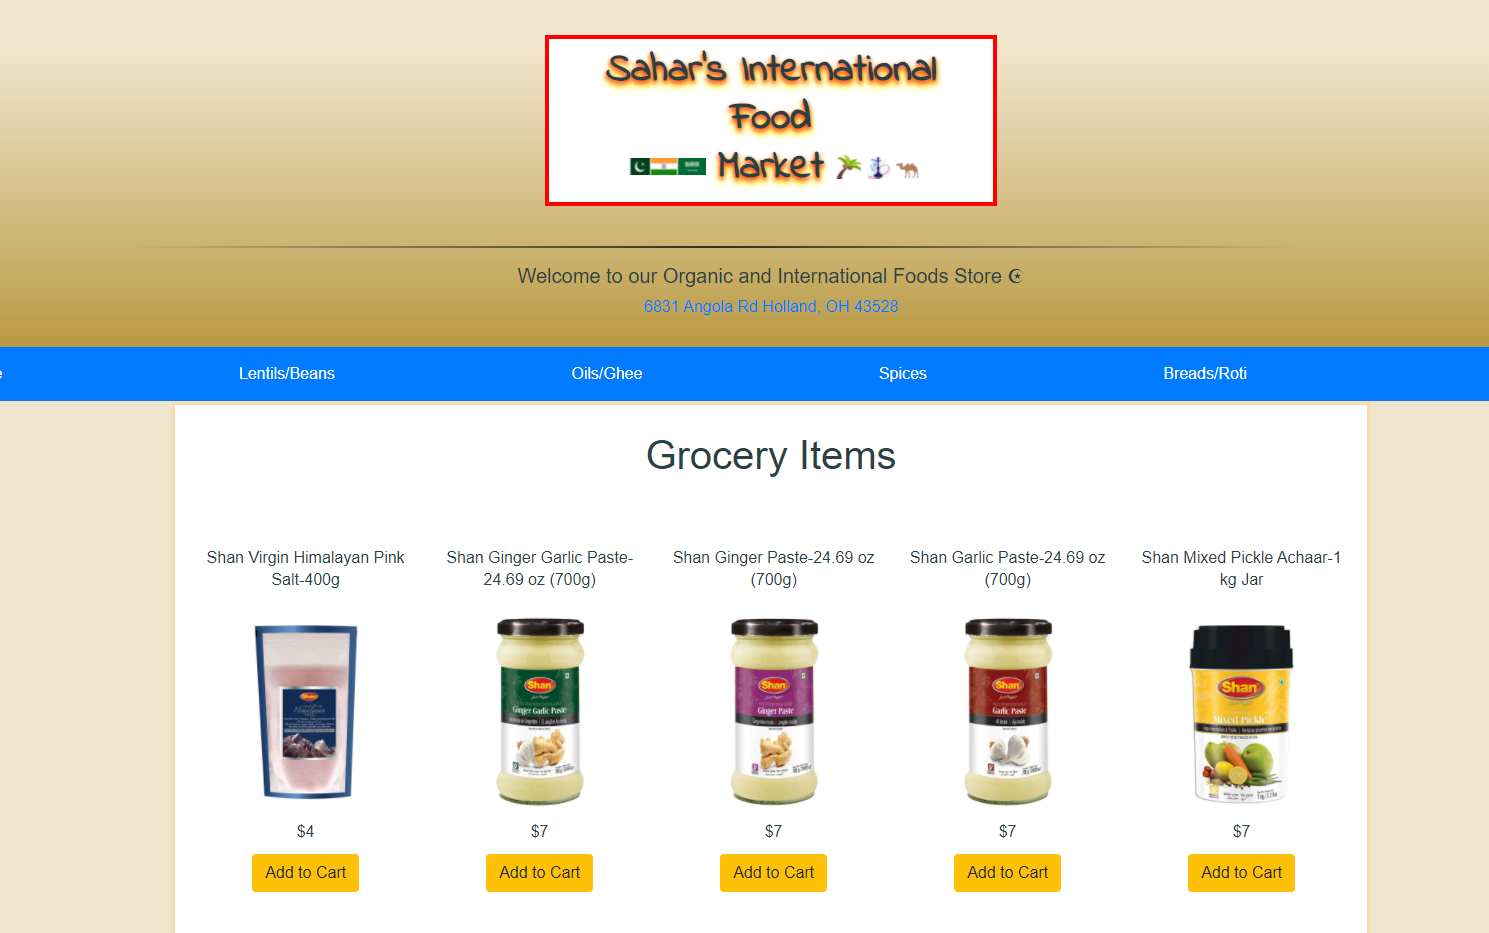 Sahar's International
Food
Market
Welcome to our Organic and International Foods Store ☪
6831 Angola Rd Holland, OH 43528
e
Lentils/Beans
Oils/Ghee
Spices
Breads/Roti
Grocery Items
Shan Virgin Himalayan Pink
Salt-400g
Shan Ginger Garlic Paste-
24.69 oz (700g)
Shan Ginger Paste-24.69 oz
(700g)
Shan Garlic Paste-24.69 oz
(700g)
Shan Mixed Pickle Achaar-1
kg Jar
Shan
Himalayan
Shan
Ginger Garlic Paste
Shan
Ginger Paste
Shan
Garlic Paste
Shan
Mixed Pickle
$4
$7
$7
$7
$7
Add to Cart
Add to Cart
Add to Cart
Add to Cart
Add to Cart